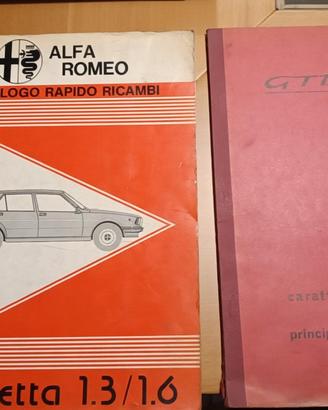 ALFA
ROMEO
LOGO RAPIDO RICAMBI
etta 1.3/1.6
GT
caratt
princip